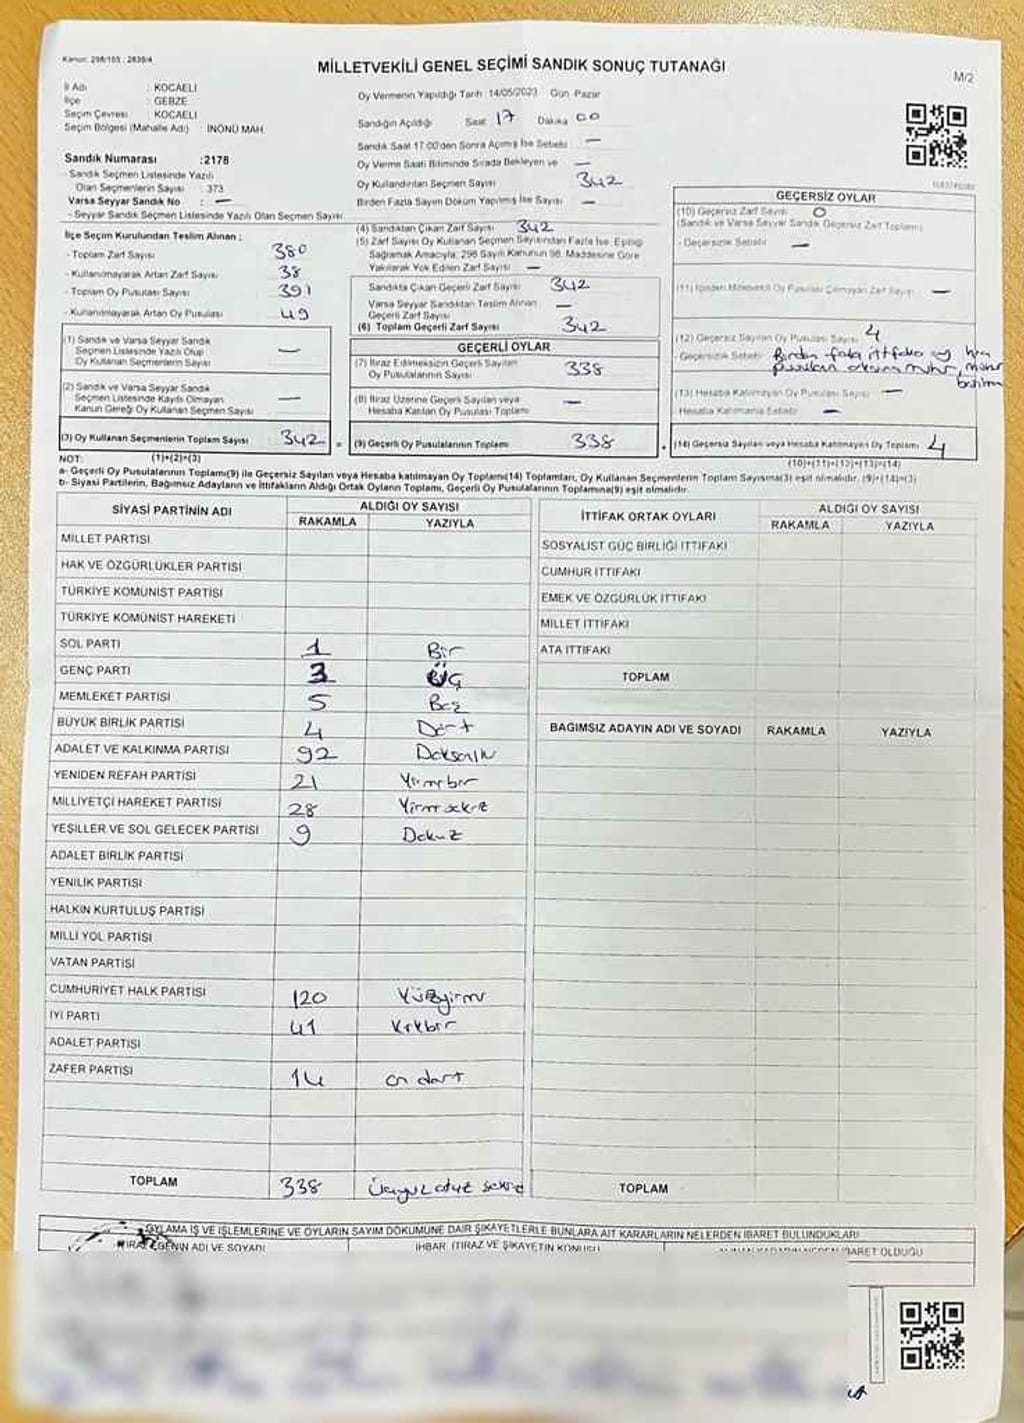 Kanun: 298/105 , 2839/4
MİLLETVEKİLİ GENEL SEÇİMİ SANDIK SONUÇ TUTANAĞI
M/2
İl Adı : KOCAELİ
İlçe : GEBZE
Seçim Çevresi : KOCAELİ
Seçim Bölgesi (Mahalle Adı) : İNÖNÜ MAH.
Sandık Numarası :2178
- Sandık Seçmen Listesinde Yazılı
Olan Seçmenlerin Sayısı : 373
Varsa Seyyar Sandık No : —
- Seyyar Sandık Seçmen Listesinde Yazılı Olan Seçmen Sayısı
İlçe Seçim Kurulundan Teslim Alınan ;
- Toplam Zarf Sayısı 380
- Kullanılmayarak Artan Zarf Sayısı 38
- Toplam Oy Pusulası Sayısı 391
- Kullanılmayarak Artan Oy Pusulası 49
(1) Sandık ve Varsa Seyyar Sandık
Seçmen Listesinde Yazılı Olup
Oy Kullanan Seçmenlerin Sayısı —
(2) Sandık ve Varsa Seyyar Sandık
Seçmen Listesinde Kayıtlı Olmayan
Kanun Gereği Oy Kullanan Seçmen Sayısı —
(3) Oy Kullanan Seçmenlerin Toplam Sayısı 342 =
(1)+(2)=(3)
Oy Vermenin Yapıldığı Tarih :14/05/2023 Gün Pazar
Sandığın Açıldığı Saat 17 Dakika 00
Sandık Saat 17:00'den Sonra Açılmış İse Sebebi —
Oy Verme Saati Bitiminde Sırada Bekleyen ve —
Oy Kullandırılan Seçmen Sayısı 342
Birden Fazla Sayım Döküm Yapılmış İse Sayısı —
(4) Sandıktan Çıkan Zarf Sayısı 342
(5) Zarf Sayısı Oy Kullanan Seçmen Sayısından Fazla İse, Eşitliği
Sağlamak Amacıyla, 298 Sayılı Kanunun 98. Maddesine Göre
Yakılarak Yok Edilen Zarf Sayısı —
Sandıkta Çıkan Geçerli Zarf Sayısı 342
Varsa Seyyar Sandıktan Teslim Alınan
Geçerli Zarf Sayısı —
(6) Toplam Geçerli Zarf Sayısı 342
GEÇERLİ OYLAR
(7) İtiraz Edilmeksizin Geçerli Sayılan
Oy Pusulalarının Sayısı 338
(8) İtiraz Üzerine Geçerli Sayılan veya
Hesaba Katılan Oy Pusulası Toplamı —
(9) Geçerli Oy Pusulalarının Toplamı 338 +
GEÇERSİZ OYLAR
(10) Geçersiz Zarf Sayısı 0
(Sandık ve Varsa Seyyar Sandık Geçersiz Zarf Toplamı)
- Geçersizlik Sebebi —
(11) İçinden Milletvekili Oy Pusulası Çıkmayan Zarf Sayısı —
(12) Geçersiz Sayılan Oy Pusulası Sayısı 4
- Geçersizlik Sebebi Birden fazla ittifaka oy
(13) Hesaba Katılmayan Oy Pusulası Sayısı —
- Hesaba Katılmama Sebebi —
(14) Geçersiz Sayılan veya Hesaba Katılmayan Oy Toplamı 4
(10)+(11)+(12)+(13)=(14)
NOT:
a- Geçerli Oy Pusulalarının Toplamı(9) ile Geçersiz Sayılan veya Hesaba katılmayan Oy Toplamı(14) Toplamları, Oy Kullanan Seçmenlerin Toplam Sayısına(3) eşit olmalıdır. (9)+(14)=(3)
b- Siyasi Partilerin, Bağımsız Adayların ve İttifakların Aldığı Ortak Oyların Toplamı, Geçerli Oy Pusulalarının Toplamına(9) eşit olmalıdır.
SİYASİ PARTİNİN ADI ALDIĞI OY SAYISI
RAKAMLA YAZIYLA
MİLLET PARTİSİ
HAK VE ÖZGÜRLÜKLER PARTİSİ
TÜRKİYE KOMÜNİST PARTİSİ
TÜRKİYE KOMÜNİST HAREKETİ
SOL PARTİ 1 Bir
GENÇ PARTİ 3 Üç
MEMLEKET PARTİSİ 5 Beş
BÜYÜK BİRLİK PARTİSİ 4 Dört
ADALET VE KALKINMA PARTİSİ 92
YENİDEN REFAH PARTİSİ 21 Yirmibir
MİLLİYETÇİ HAREKET PARTİSİ 28 Yirmisekiz
YEŞİLLER VE SOL GELECEK PARTİSİ 9 Dokuz
ADALET BİRLİK PARTİSİ
YENİLİK PARTİSİ
HALKIN KURTULUŞ PARTİSİ
MİLLİ YOL PARTİSİ
VATAN PARTİSİ
CUMHURİYET HALK PARTİSİ 120 Yüzyirmi
İYİ PARTİ 41 Kırkbir
ADALET PARTİSİ
ZAFER PARTİSİ 14 on dört
TOPLAM 338 Üçyüz otuz sekiz
İTTİFAK ORTAK OYLARI ALDIĞI OY SAYISI
RAKAMLA YAZIYLA
SOSYALİST GÜÇ BİRLİĞİ İTTİFAKI
CUMHUR İTTİFAKI
EMEK VE ÖZGÜRLÜK İTTİFAKI
MİLLET İTTİFAKI
ATA İTTİFAKI
TOPLAM
BAĞIMSIZ ADAYIN ADI VE SOYADI RAKAMLA YAZIYLA
TOPLAM
OYLAMA İŞ VE İŞLEMLERİNE VE OYLARIN SAYIM DÖKÜMÜNE DAİR ŞİKAYETLERLE BUNLARA AİT KARARLARIN NELERDEN İBARET BULUNDUKLARI
ADI VE SOYADI
İHBAR, İTİRAZ VE ŞİKAYETİN KONUSU
İBARET OLDUĞU